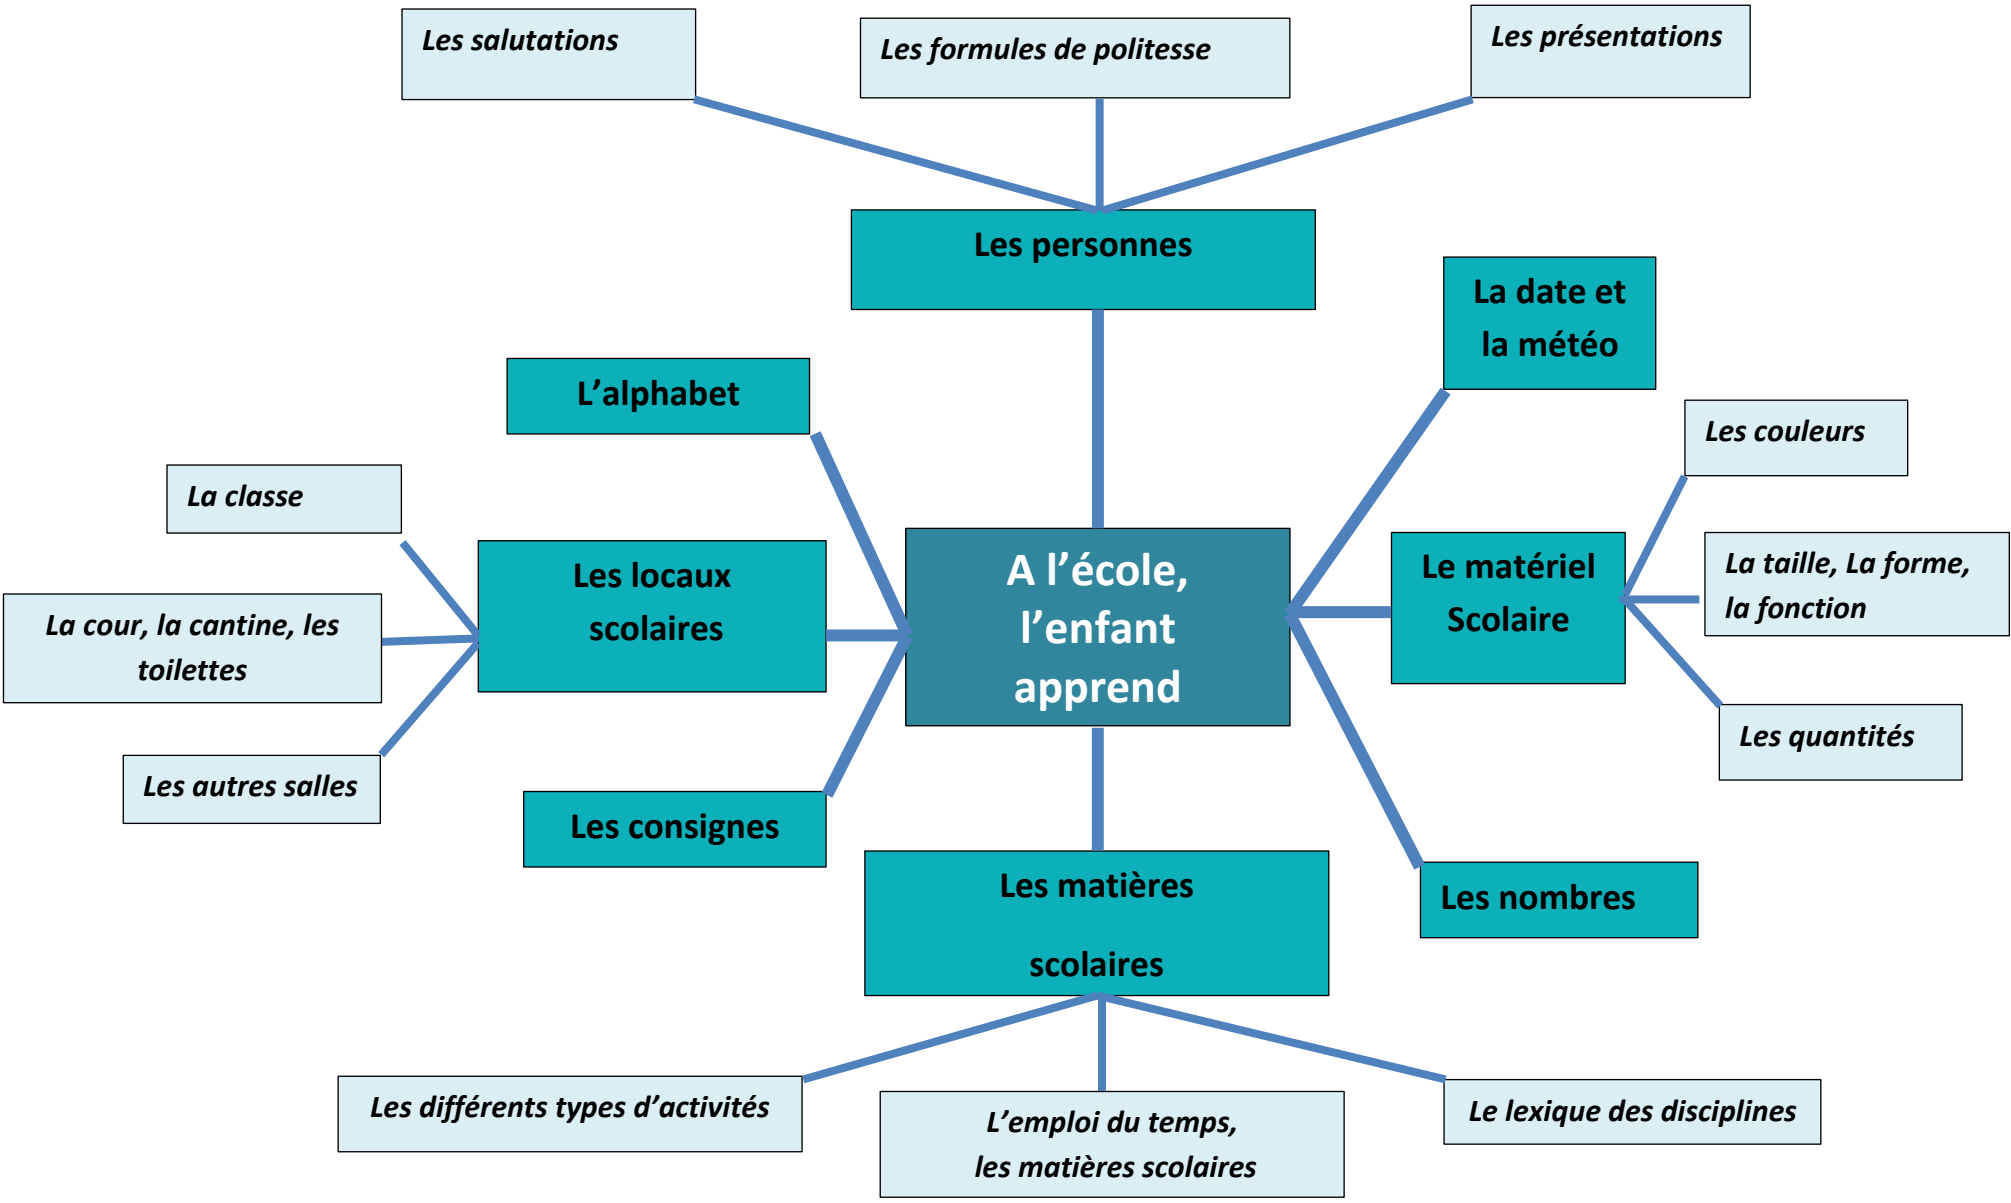 Les salutations
Les formules de politesse
Les présentations
Les personnes
La date et
la météo
L’alphabet
Les couleurs
La classe
Les locaux
scolaires
A l’école,
l’enfant
apprend
Le matériel
Scolaire
La taille, La forme,
la fonction
La cour, la cantine, les
toilettes
Les quantités
Les autres salles
Les consignes
Les matières
scolaires
Les nombres
Les différents types d’activités
L’emploi du temps,
les matières scolaires
Le lexique des disciplines